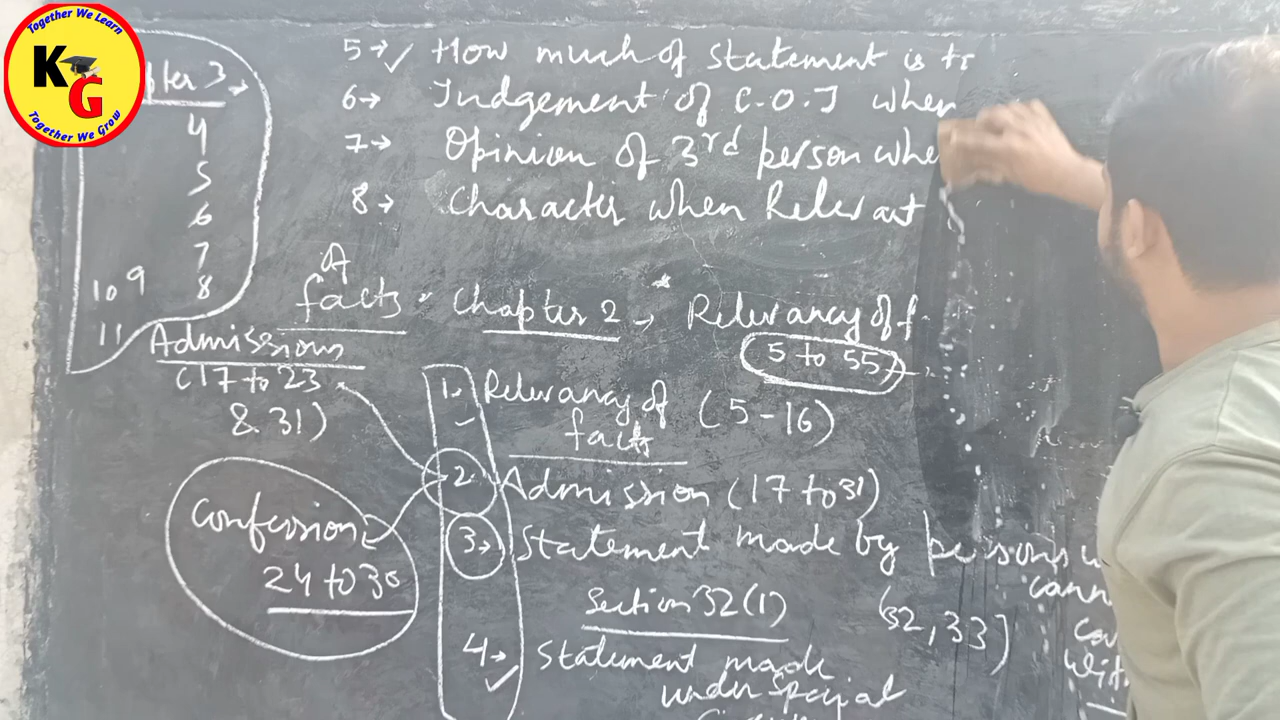 Together We Learn
K G
Together We Grow
pter 3
4
5
6
7
8
9
10
11
5 → ✓ How much of statement is to
6 → Judgement of C.O.J when
7 → Opinion of 3rd person whe
8 → Character when Relevant
Of facts
Chapter 2 → Relevancy of f
5 to 55
Admissions
(17 to 23
& 31)
Confession
24 to 30
1. Relevancy of
facts (5-16)
2. Admission (17 to 31)
3. → Statement made by persons w
cann
Section 32(1)
(32, 33)
4 → ✓ Statement made
under Special